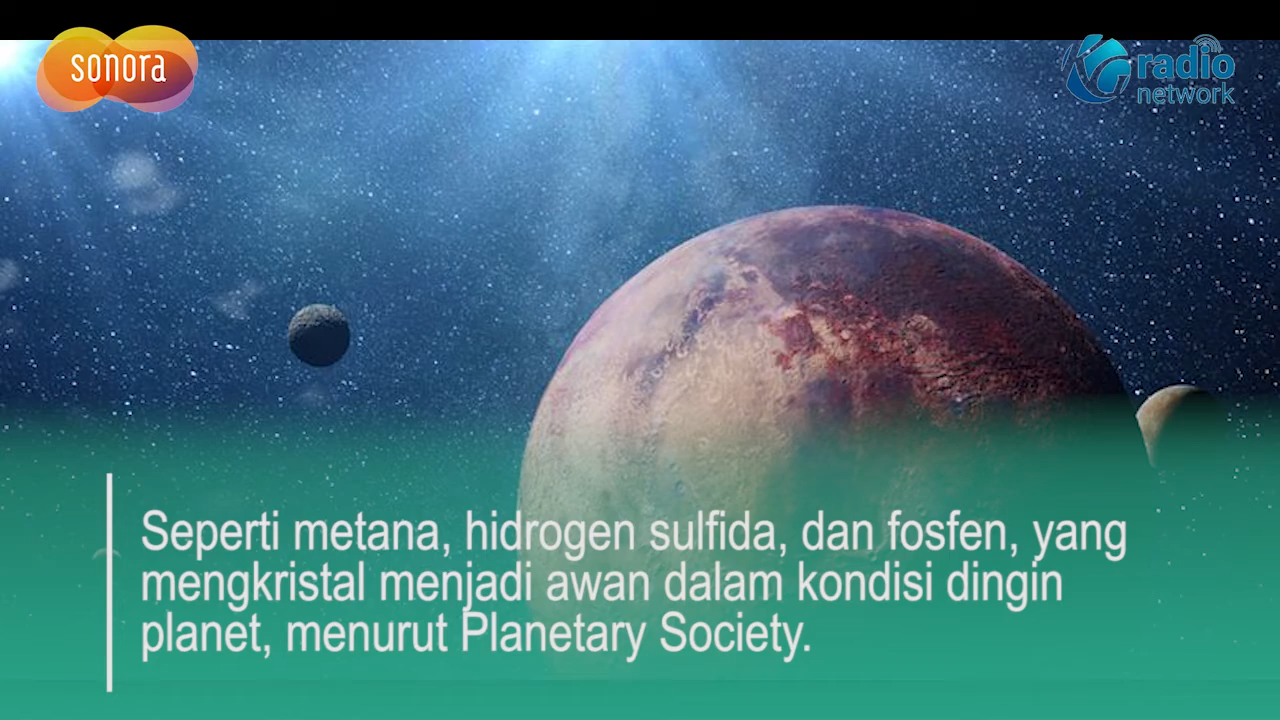 sonora
radio
network
Seperti metana, hidrogen sulfida, dan fosfen, yang
mengkristal menjadi awan dalam kondisi dingin
planet, menurut Planetary Society.